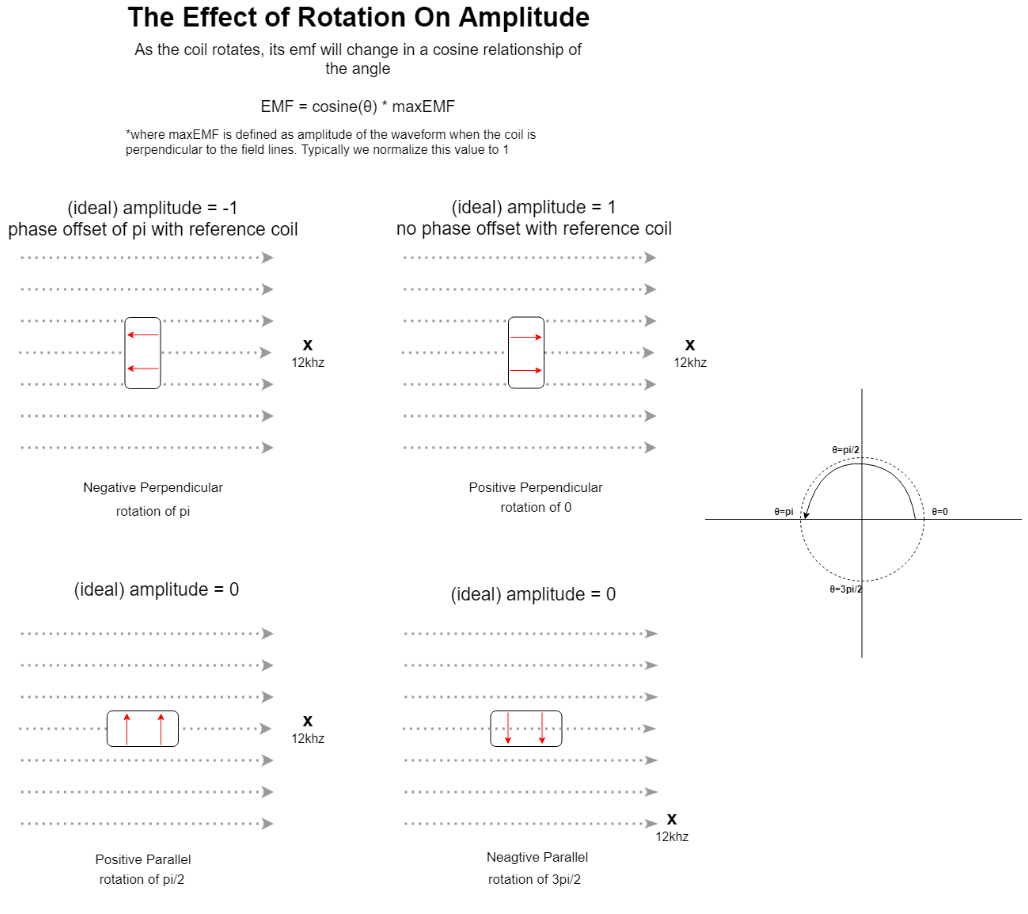 The Effect of Rotation On Amplitude
As the coil rotates, its emf will change in a cosine relationship of
the angle
EMF = cosine(θ) * maxEMF
*where maxEMF is defined as amplitude of the waveform when the coil is
perpendicular to the field lines. Typically we normalize this value to 1
(ideal) amplitude = -1
phase offset of pi with reference coil
(ideal) amplitude = 1
no phase offset with reference coil
x
12khz
x
12khz
Negative Perpendicular
rotation of pi
Positive Perpendicular
rotation of 0
θ=pi/2
θ=pi
θ=0
θ=3pi/2
(ideal) amplitude = 0
(ideal) amplitude = 0
x
12khz
x
12khz
Positive Parallel
rotation of pi/2
Neagtive Parallel
rotation of 3pi/2